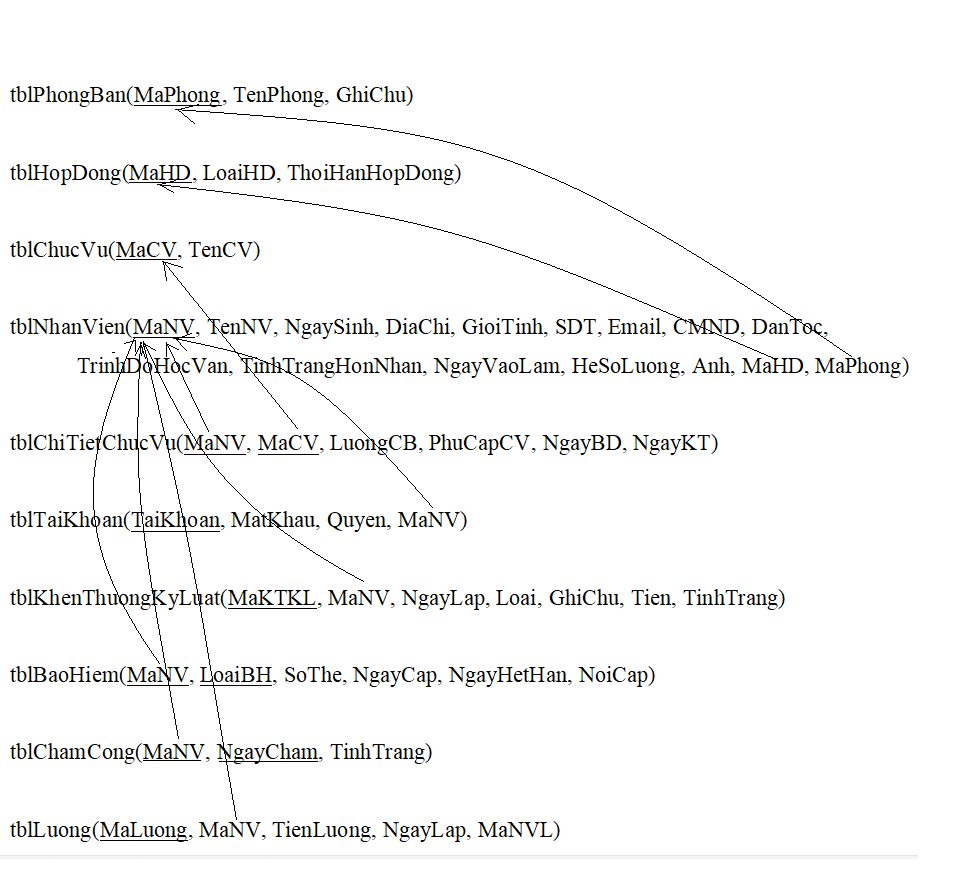 tblPhongBan(MaPhong, TenPhong, GhiChu)
tblHopDong(MaHD, LoaiHD, ThoiHanHopDong)
tblChucVu(MaCV, TenCV)
tblNhanVien(MaNV, TenNV, NgaySinh, DiaChi, GioiTinh, SDT, Email, CMND, DanToc,
TrinhDoHocVan, TinhTrangHonNhan, NgayVaoLam, HeSoLuong, Anh, MaHD, MaPhong)
tblChiTietChucVu(MaNV, MaCV, LuongCB, PhuCapCV, NgayBD, NgayKT)
tblTaiKhoan(TaiKhoan, MatKhau, Quyen, MaNV)
tblKhenThuongKyLuat(MaKTKL, MaNV, NgayLap, Loai, GhiChu, Tien, TinhTrang)
tblBaoHiem(MaNV, LoaiBH, SoThe, NgayCap, NgayHetHan, NoiCap)
tblChamCong(MaNV, NgayCham, TinhTrang)
tblLuong(MaLuong, MaNV, TienLuong, NgayLap, MaNVL)